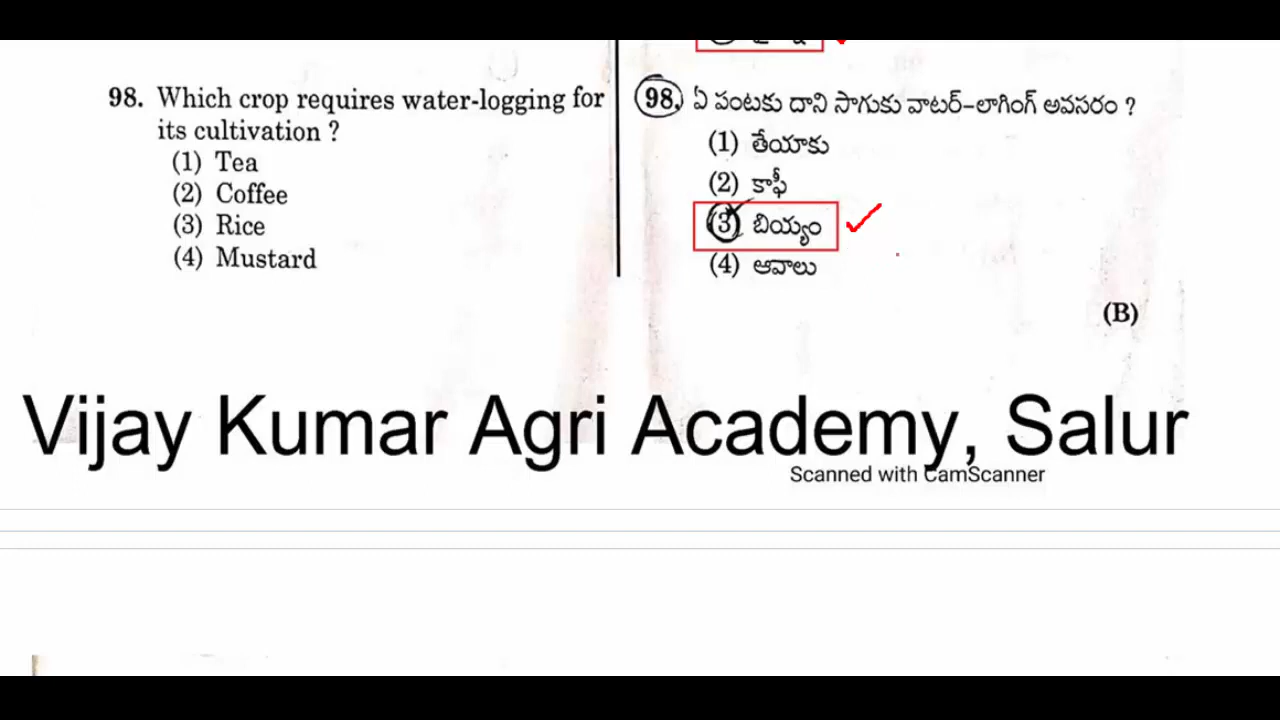 98. Which crop requires water-logging for
its cultivation ?
(1) Tea
(2) Coffee
(3) Rice
(4) Mustard
98. ఏ పంటకు దాని సాగుకు వాటర్-లాగింగ్ అవసరం ?
(1) తేయాకు
(2) కాఫీ
(3) బియ్యం
(4) ఆవాలు
(B)
Vijay Kumar Agri Academy, Salur
Scanned with CamScanner